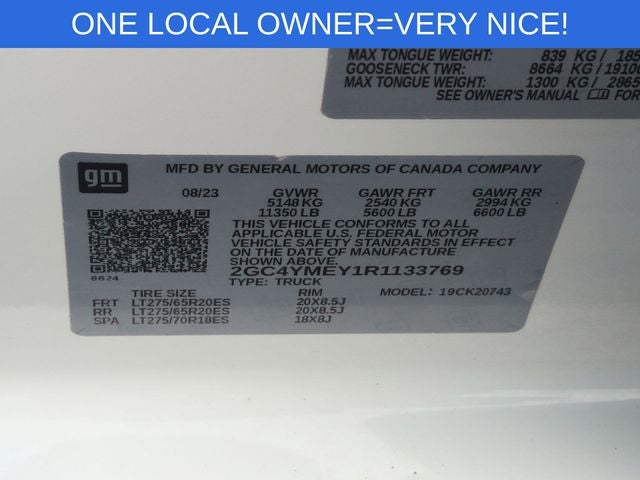 ONE LOCAL OWNER=VERY NICE!
MAX TONGUE WEIGHT: 839 KG / 185
GOOSENECK TWR: 8664 KG/19100
MAX TONGUE WEIGHT: 1300 KG / 2865
SEE OWNER'S MANUAL FOR
gm
MFD BY GENERAL MOTORS OF CANADA COMPANY
08/23 GVWR GAWR FRT GAWR RR
5148 KG 2540 KG 2994 KG
11350 LB 5600 LB 6600 LB
THIS VEHICLE CONFORMS TO ALL
APPLICABLE U.S. FEDERAL MOTOR
VEHICLE SAFETY STANDARDS IN EFFECT
ON THE DATE OF MANUFACTURE
SHOWN ABOVE.
2GC4YMEY1R1133769
8624
TYPE: TRUCK
TIRE SIZE RIM MODEL: 19CK20743
FRT LT275/65R20ES 20X8.5J
RR LT275/65R20ES 20X8.5J
SPA LT275/70R18ES 18X8J